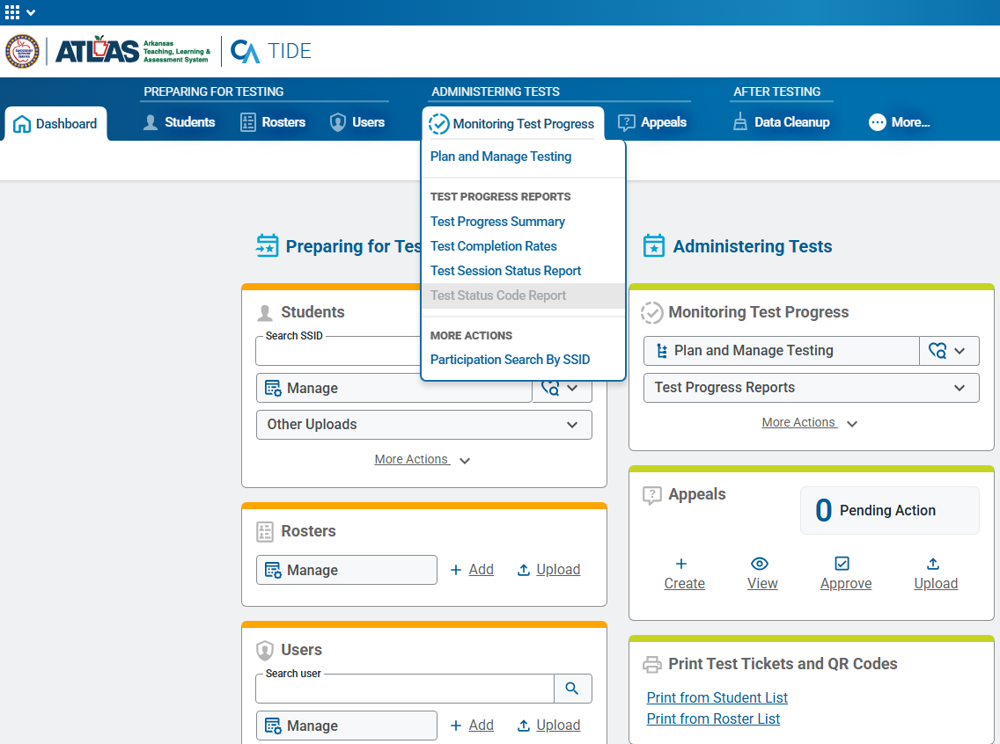 ATLAS
Arkansas
Teaching, Learning &
Assessment System
CA TIDE
PREPARING FOR TESTING
ADMINISTERING TESTS
AFTER TESTING
Dashboard
Students
Rosters
Users
Monitoring Test Progress
Appeals
Data Cleanup
More...
Plan and Manage Testing
TEST PROGRESS REPORTS
Test Progress Summary
Test Completion Rates
Test Session Status Report
Test Status Code Report
MORE ACTIONS
Participation Search By SSID
Preparing for Tes
Students
Search SSID
Manage
Other Uploads
More Actions
Rosters
Manage
Add
Upload
Users
Search user
Manage
Add
Upload
Administering Tests
Monitoring Test Progress
Plan and Manage Testing
Test Progress Reports
More Actions
Appeals
0 Pending Action
Create
View
Approve
Upload
Print Test Tickets and QR Codes
Print from Student List
Print from Roster List